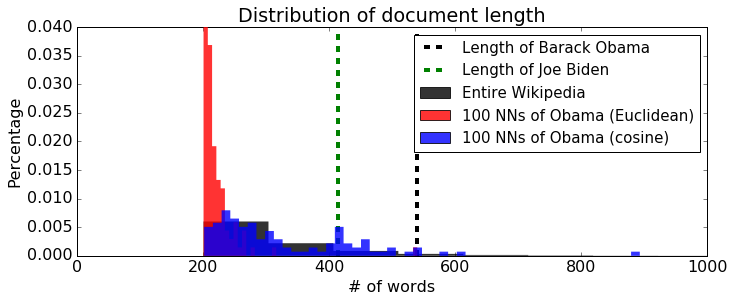 Distribution of document length
0.040
0.035
0.030
0.025
0.020
0.015
0.010
0.005
0.000
Percentage
Length of Barack Obama
Length of Joe Biden
Entire Wikipedia
100 NNs of Obama (Euclidean)
100 NNs of Obama (cosine)
0 200 400 600 800 1000
# of words